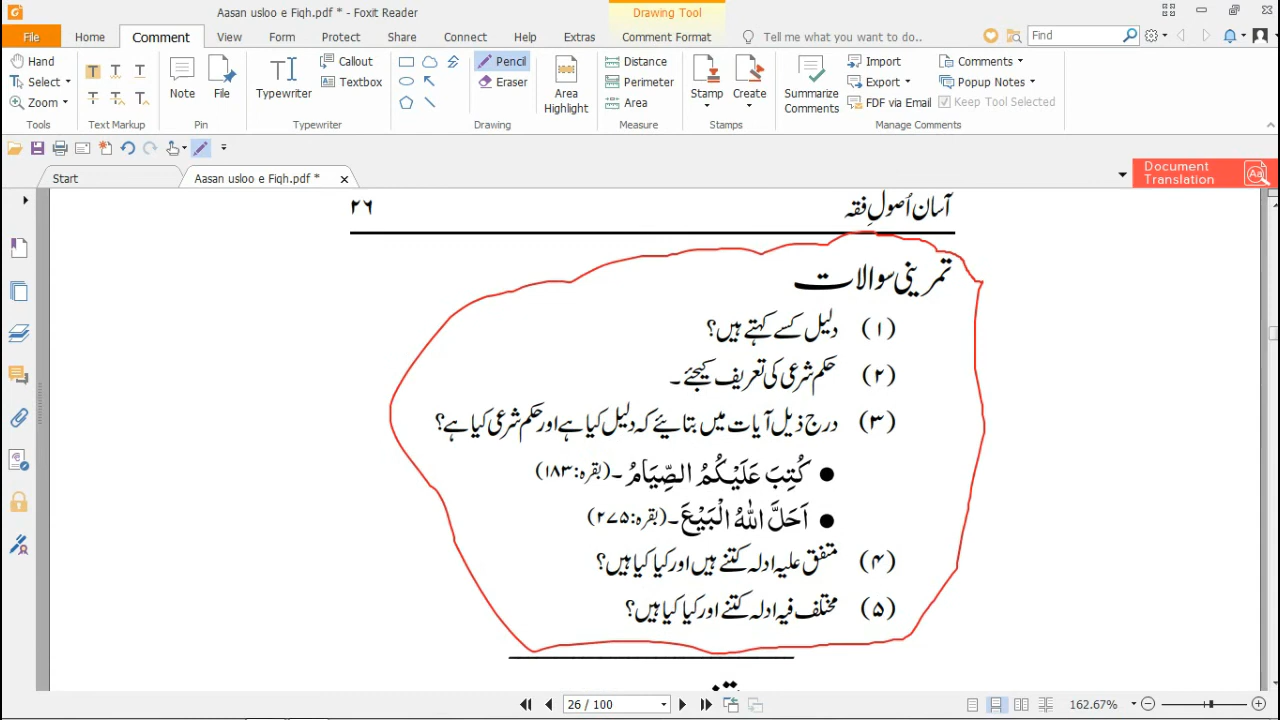 Aasan usloo e Fiqh.pdf * - Foxit Reader
Drawing Tool
File Home Comment View Form Protect Share Connect Help Extras Comment Format Tell me what you want to do.. Find
Hand
Select
Zoom
Tools
Text Markup
Note
File
Pin
Typewriter
Callout
Textbox
Typewriter
Pencil
Eraser
Drawing
Area Highlight
Distance
Perimeter
Area
Measure
Stamp
Create
Stamps
Summarize Comments
Import
Export
FDF via Email
Comments
Popup Notes
Keep Tool Selected
Manage Comments
Start
Aasan usloo e Fiqh.pdf *
Document Translation
آسان اُصولِ فقہ ۲۶
تمرینی سوالات
(۱) دلیل کسے کہتے ہیں؟
(۲) حکم شرعی کی تعریف کیجئے۔
(۳) درج ذیل آیات میں بتایئے کہ دلیل کیا ہے اور حکم شرعی کیا ہے؟
● كُتِبَ عَلَيْكُمُ الصِّيَامُ۔ (بقرہ:۱۸۳)
● اَحَلَّ اللّٰهُ الْبَيْعَ۔ (بقرہ:۲۷۵)
(۴) متفق علیہ ادلہ کتنے ہیں اور کیا کیا ہیں؟
(۵) مختلف فیہ ادلہ کتنے اور کیا کیا ہیں؟
26 / 100
162.67%